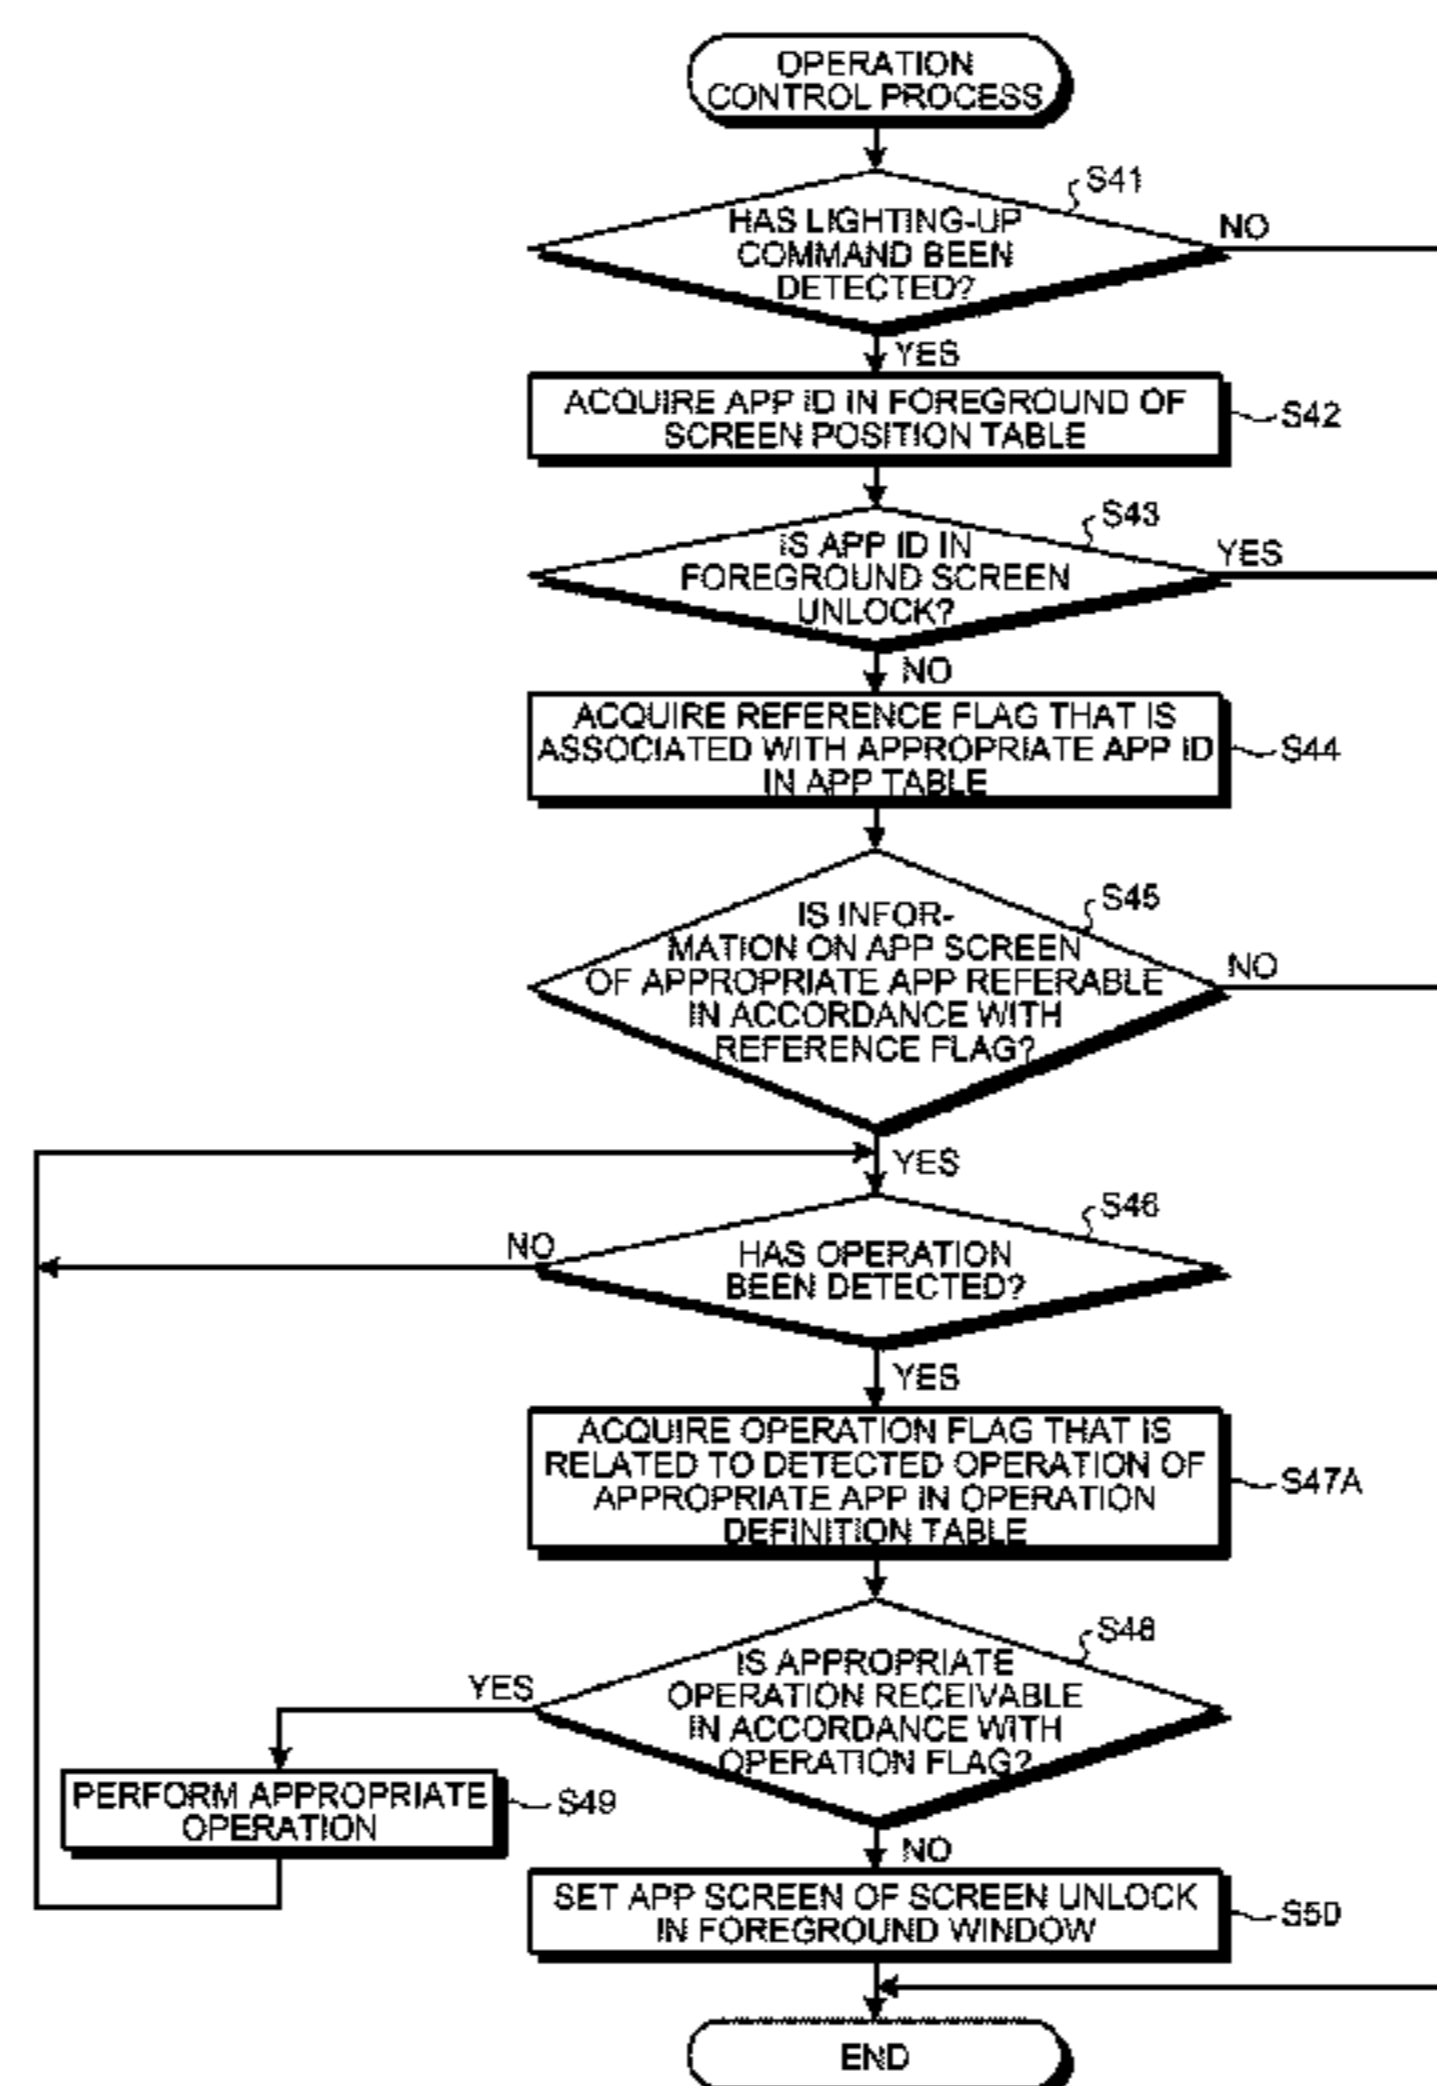 OPERATION
CONTROL PROCESS
S41
HAS LIGHTING-UP
COMMAND BEEN
DETECTED?
NO
YES
ACQUIRE APP ID IN FOREGROUND OF
SCREEN POSITION TABLE
S42
S43
IS APP ID IN
FOREGROUND SCREEN
UNLOCK?
YES
NO
ACQUIRE REFERENCE FLAG THAT IS
ASSOCIATED WITH APPROPRIATE APP ID
IN APP TABLE
S44
S45
IS INFOR-
MATION ON APP SCREEN
OF APPROPRIATE APP REFERABLE
IN ACCORDANCE WITH
REFERENCE FLAG?
NO
YES
S46
HAS OPERATION
BEEN DETECTED?
NO
YES
ACQUIRE OPERATION FLAG THAT IS
RELATED TO DETECTED OPERATION OF
APPROPRIATE APP IN OPERATION
DEFINITION TABLE
S47A
S48
IS APPROPRIATE
OPERATION RECEIVABLE
IN ACCORDANCE WITH
OPERATION FLAG?
YES
PERFORM APPROPRIATE
OPERATION
S49
NO
SET APP SCREEN OF SCREEN UNLOCK
IN FOREGROUND WINDOW
S50
END